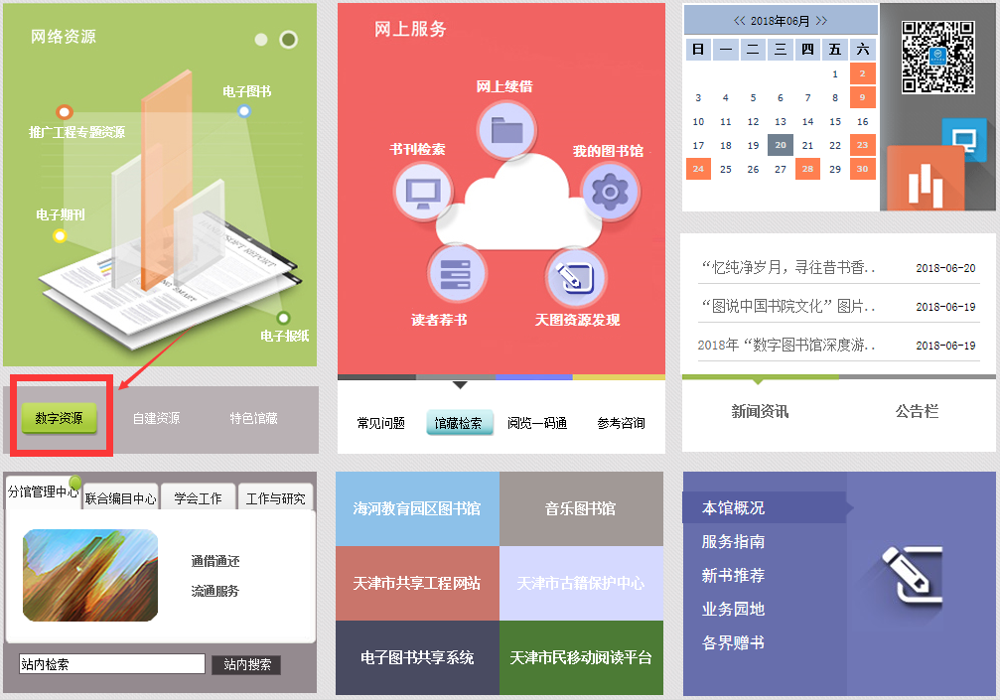 网络资源
电子图书
推广工程专题资源
电子期刊
电子报纸
数字资源
自建资源
特色馆藏
网上服务
网上续借
书刊检索
我的图书馆
读者荐书
天图资源发现
常见问题
馆藏检索
阅览一码通
参考咨询
<< 2018年06月 >>
日 一 二 三 四 五 六
1 2
3 4 5 6 7 8 9
10 11 12 13 14 15 16
17 18 19 20 21 22 23
24 25 26 27 28 29 30
“忆纯净岁月，寻往昔书香.. 2018-06-20
“图说中国书院文化”图片.. 2018-06-19
2018年“数字图书馆深度游.. 2018-06-19
新闻资讯
公告栏
分馆管理中心
联合编目中心
学会工作
工作与研究
通借通还
流通服务
站内检索
站内搜索
海河教育园区图书馆
音乐图书馆
天津市共享工程网站
天津市古籍保护中心
电子图书共享系统
天津市民移动阅读平台
本馆概况
服务指南
新书推荐
业务园地
各界赠书